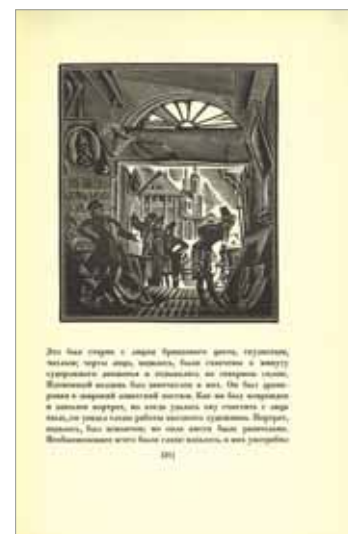 Это был старик с лицом бронзового цвета, скулистым,
чахлым; черты лица, казалось, были схвачены в минуту
судорожного движенья и отзывались не северною силою.
Пламенный полдень был запечатлен в них. Он был драпи-
рован в широкий азиатский костюм. Как ни был поврежден
и запылен портрет, но когда удалось ему счистить с лица
пыль, он увидел следы работы высокого художника. Портрет,
казалось, был не кончен; но сила кисти была разительна.
Необыкновеннее всего были глаза: казалось, в них употребил